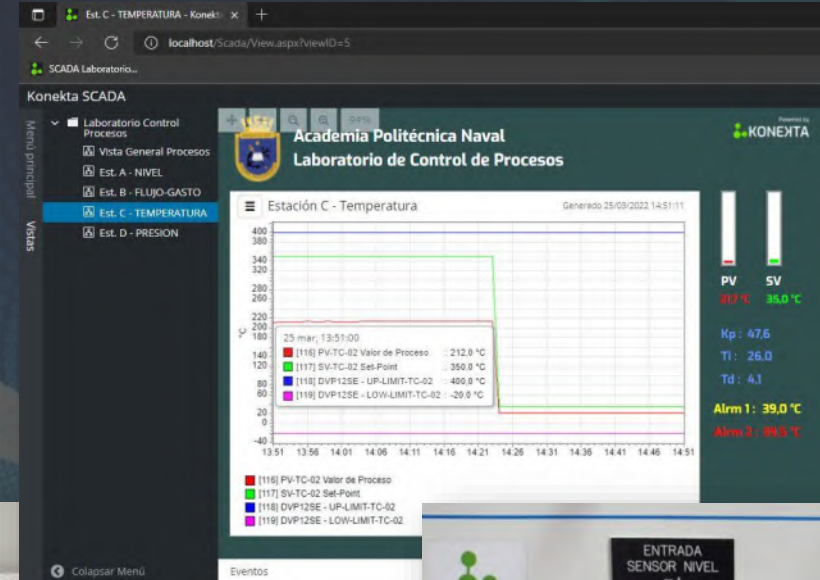 Est. C - TEMPERATURA - Konekt
localhost/Scada/View.aspx?viewID=5
SCADA Laboratorio...
Konekta SCADA
Menú principal
Vistas
Laboratorio Control
Procesos
Vista General Procesos
Est. A - NIVEL
Est. B - FLUJO-GASTO
Est. C - TEMPERATURA
Est. D - PRESION
Colapsar Menú
94%
Academia Politécnica Naval
Laboratorio de Control de Procesos
Powered by
KONEKTA
Estación C - Temperatura
Generado 25/03/2022 14:51:11
°C
400
380
340
320
280
260
220
200
180
140
120
80
60
20
0
-40
25 mar, 13:51:00
[116] PV-TC-02 Valor de Proceso : 212,0 °C
[117] SV-TC-02 Set-Point : 350,0 °C
[118] DVP12SE - UP-LIMIT-TC-02 : 400,0 °C
[119] DVP12SE - LOW-LIMIT-TC-02 : -20,0 °C
13:51 13:56 14:01 14:06 14:11 14:16 14:21 14:26 14:31 14:36 14:41 14:46 14:51
[116] PV-TC-02 Valor de Proceso
[117] SV-TC-02 Set-Point
[118] DVP12SE - UP-LIMIT-TC-02
[119] DVP12SE - LOW-LIMIT-TC-02
PV SV
35,0 °C
Kp : 47,6
Ti : 26,0
Td : 4,1
Alrm 1 : 39,0 °C
Alrm 2 :
Eventos
ENTRADA
SENSOR NIVEL